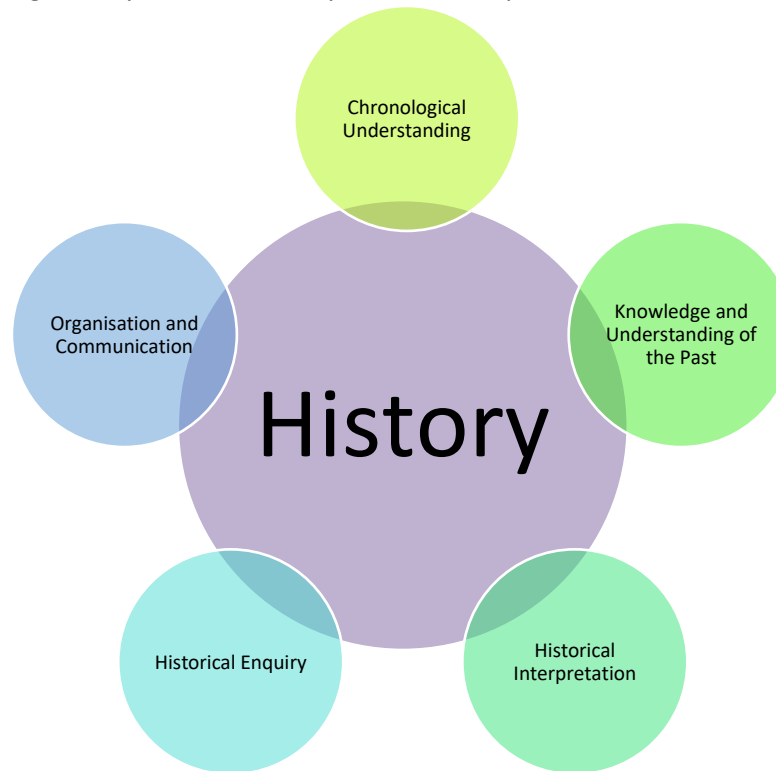 Chronological
Understanding
Knowledge and
Understanding of
the Past
Historical
Interpretation
Historical Enquiry
Organisation and
Communication
History